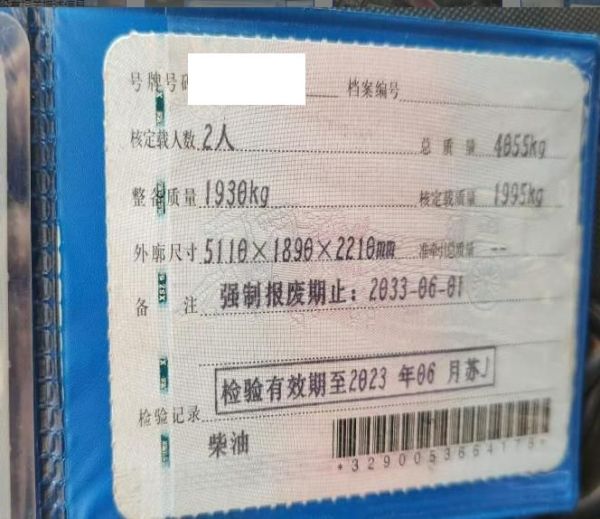 号牌号码 档案编号
核定载人数 2人 总质量 4055kg
整备质量 1930kg 核定载质量 1995kg
外廓尺寸 5110×1890×2210mm 准牵引总质量 --
备注 强制报废期止：2033-06-01
检验有效期至2023 年06 月苏J
检验记录
柴油
*3290053664178*